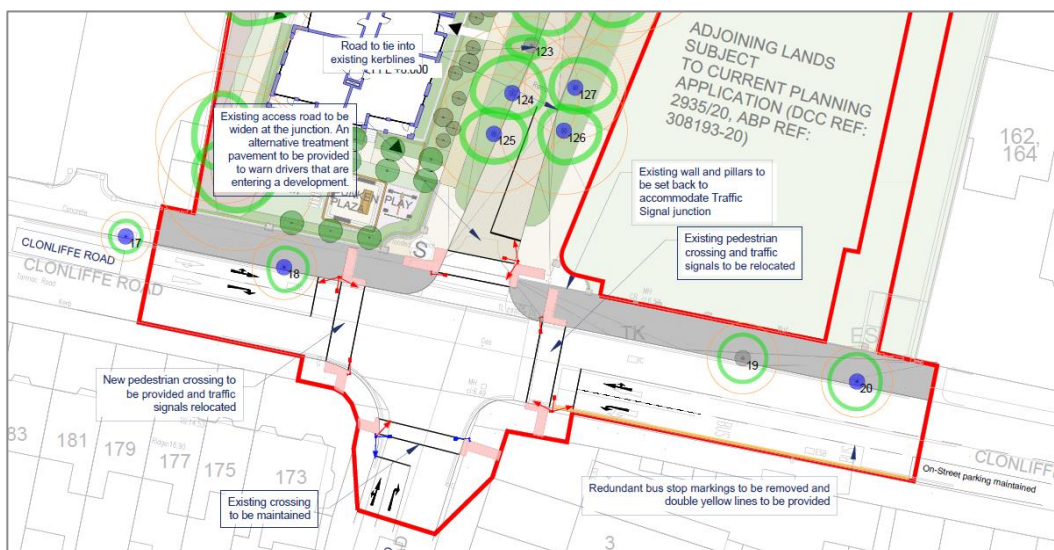 123
124
127
125
126
Road to tie into
existing kerblines
Existing access road to be
widen at the junction. An
alternative treatment
pavement to be provided
to warn drivers that are
entering a development.
ADJOINING LANDS
SUBJECT
TO CURRENT PLANNING
APPLICATION (DCC REF:
2935/20, ABP REF:
308193-20)
162,
164
Existing wall and pillars to
be set back to
accommodate Traffic
Signal junction
Existing pedestrian
crossing and traffic
signals to be relocated
PLAZA
PLAY
S
17
18
CLONLIFFE ROAD
CLONLIFFE ROAD
TK
ES
19
20
New pedestrian crossing to
be provided and traffic
signals relocated
83
181
179
177
175
173
Existing crossing
to be maintained
Redundant bus stop markings to be removed and
double yellow lines to be provided
On-Street parking maintained
3